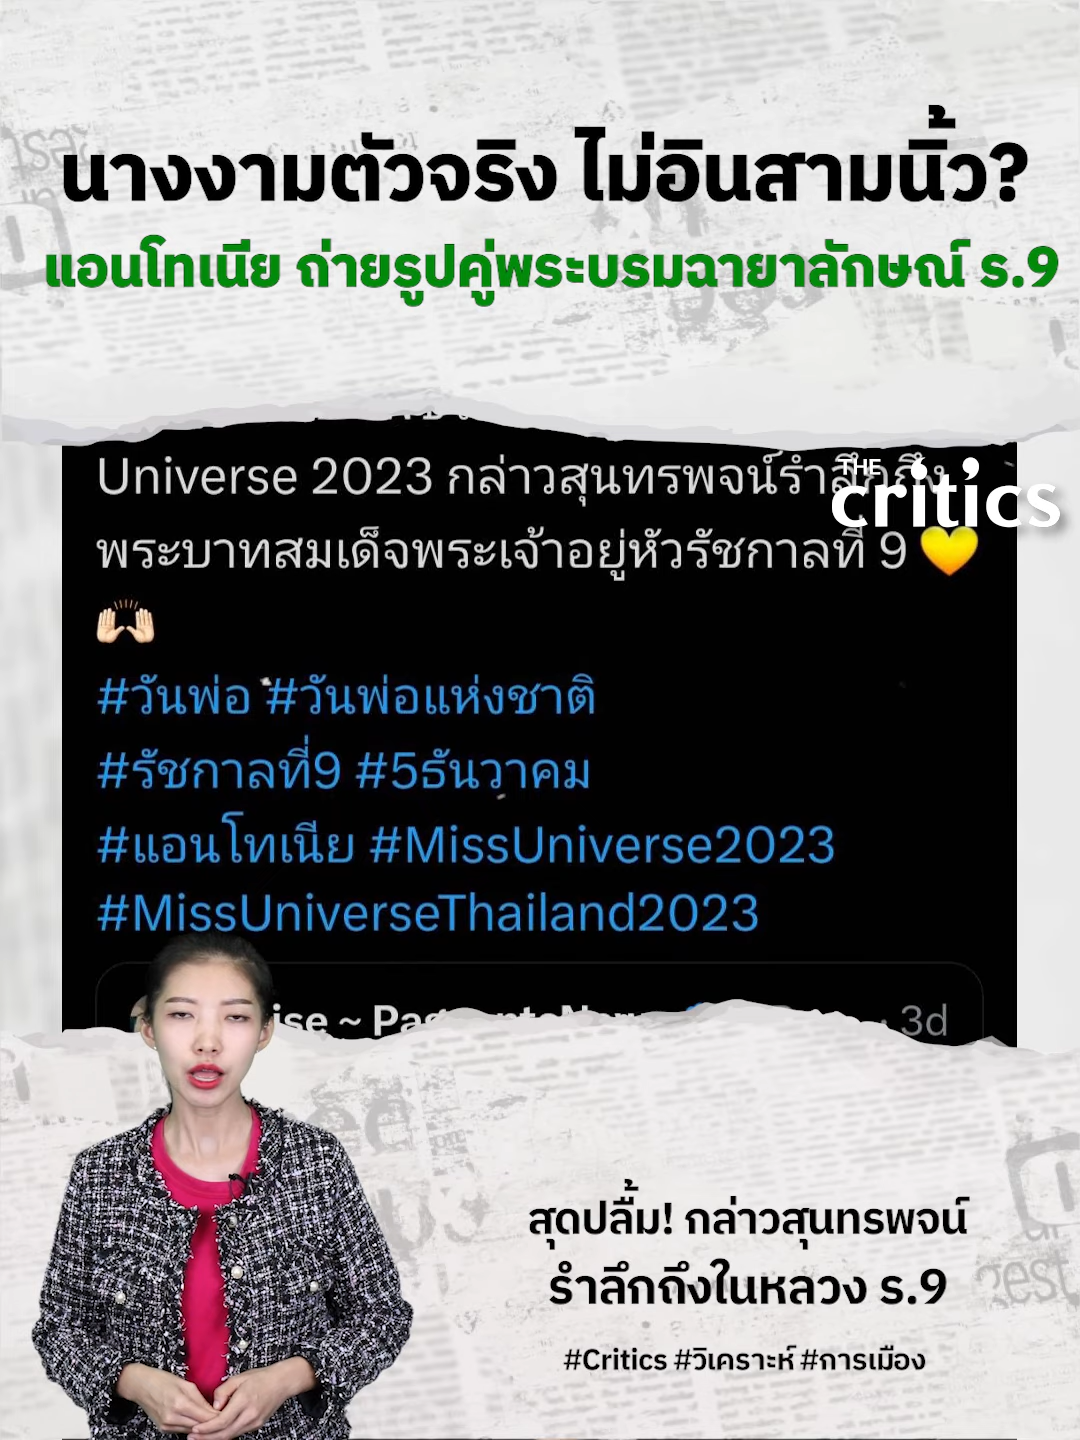 นางงามตัวจริง ไม่อินสามนิ้ว?
แอนโทเนีย ถ่ายรูปคู่พระบรมฉายาลักษณ์ ร.9
Universe 2023 กล่าวสุนทรพจน์รำลึกถึง
THE critics
พระบาทสมเด็จพระเจ้าอยู่หัวรัชกาลที่ 9 💛
🙌🏻
#วันพ่อ #วันพ่อแห่งชาติ
#รัชกาลที่9 #5ธันวาคม
#แอนโทเนีย #MissUniverse2023
#MissUniverseThailand2023
3d
สุดปลื้ม! กล่าวสุนทรพจน์
รำลึกถึงในหลวง ร.9
#Critics #วิเคราะห์ #การเมือง